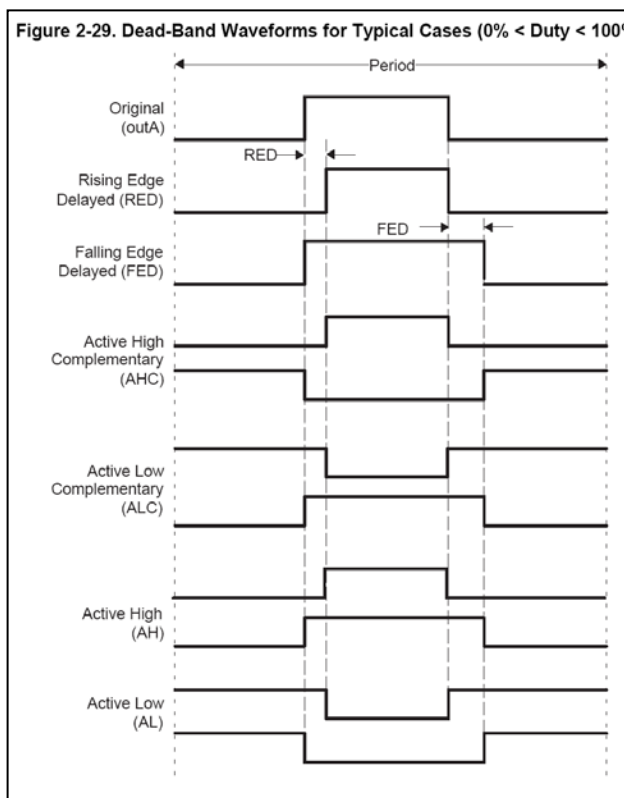 Figure 2-29. Dead-Band Waveforms for Typical Cases (0% < Duty < 100%
Period
Original
(outA)
RED
Rising Edge
Delayed (RED)
FED
Falling Edge
Delayed (FED)
Active High
Complementary
(AHC)
Active Low
Complementary
(ALC)
Active High
(AH)
Active Low
(AL)